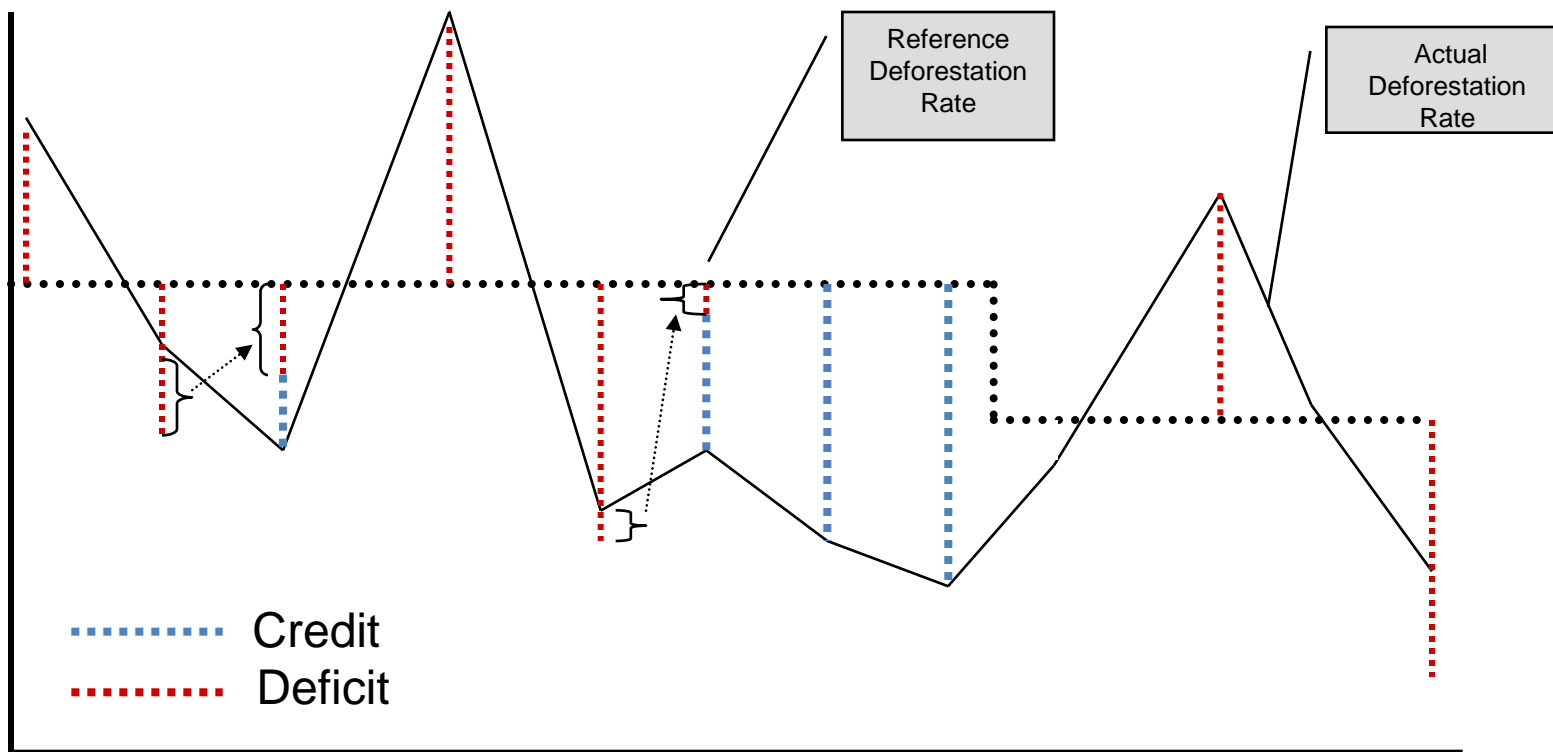 Reference
Deforestation
Rate
Actual
Deforestation
Rate
Credit
Deficit